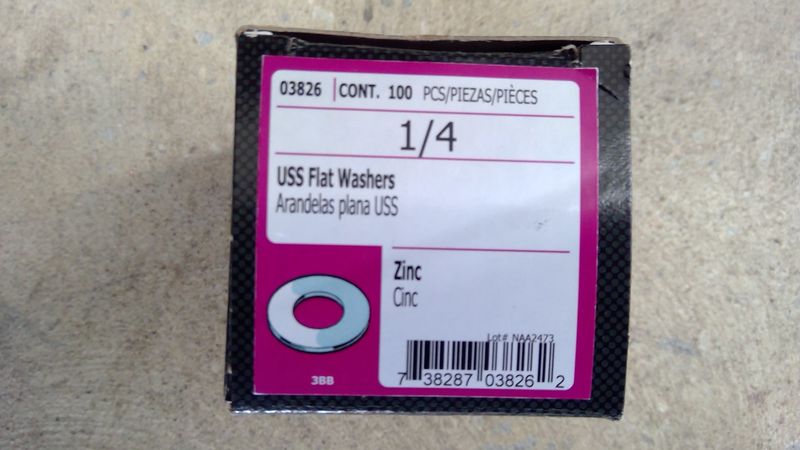 03826 CONT. 100 PCS/PIEZAS/PIÈCES
1/4
USS Flat Washers
Arandelas plana USS
Zinc
Cinc
Lot# NAA2473
7 38287 03826 2
3BB